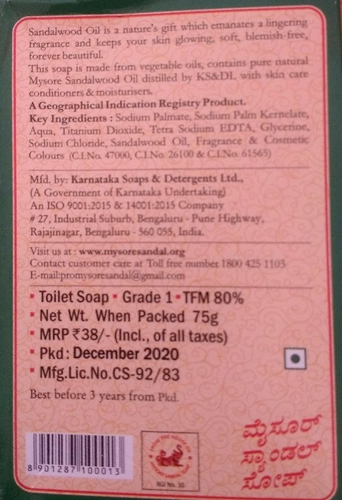 Sandalwood Oil is a nature's gift which emanates a lingering
fragrance and keeps your skin glowing, soft, blemish-free,
forever beautiful.
This soap is made from vegetable oils, contains pure natural
Mysore Sandalwood Oil distilled by KS&DL with skin care
conditioners & moisturisers.
A Geographical Indication Registry Product.
Key Ingredients : Sodium Palmate, Sodium Palm Kernelate,
Aqua, Titanium Dioxide, Tetra Sodium EDTA, Glycerine,
Sodium Chloride, Sandalwood Oil, Fragrance & Cosmetic
Colours (C.I.No. 47000, C.I.No. 26100 & C.I.No. 61565)
Mfd. by: Karnataka Soaps & Detergents Ltd.,
(A Government of Karnataka Undertaking)
An ISO 9001:2015 & 14001:2015 Company
# 27, Industrial Suburb, Bengaluru - Pune Highway,
Rajajinagar, Bengaluru - 560 055, India.
Visit us at : www.mysoresandal.org
Contact customer care at Toll free number 1800 425 1103
E-mail:promysoresandal@gmail.com
▪ Toilet Soap ▪ Grade 1 ▪ TFM 80%
▪ Net Wt. When Packed 75g
▪ MRP ₹38/- (Incl., of all taxes)
▪ Pkd : December 2020
▪ Mfg.Lic.No.CS-92/83
Best before 3 years from Pkd.
8 901287 100013
RGI No. 30
ಮೈಸೂರ್
ಸ್ಯಾಂಡಲ್
ಸೋಪ್